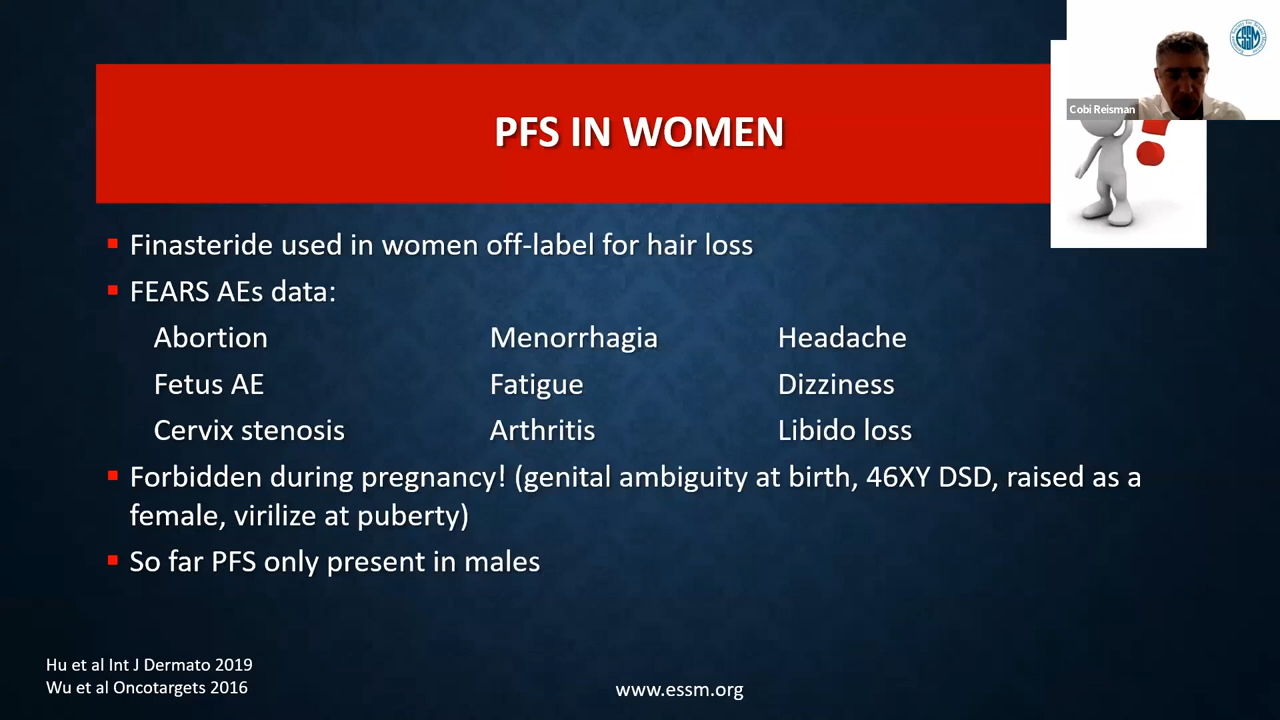 ESSM
Cobi Reisman
PFS IN WOMEN
Finasteride used in women off-label for hair loss
FEARS AEs data:
Abortion Menorrhagia Headache
Fetus AE Fatigue Dizziness
Cervix stenosis Arthritis Libido loss
Forbidden during pregnancy! (genital ambiguity at birth, 46XY DSD, raised as a
female, virilize at puberty)
So far PFS only present in males
Hu et al Int J Dermato 2019
Wu et al Oncotargets 2016
www.essm.org